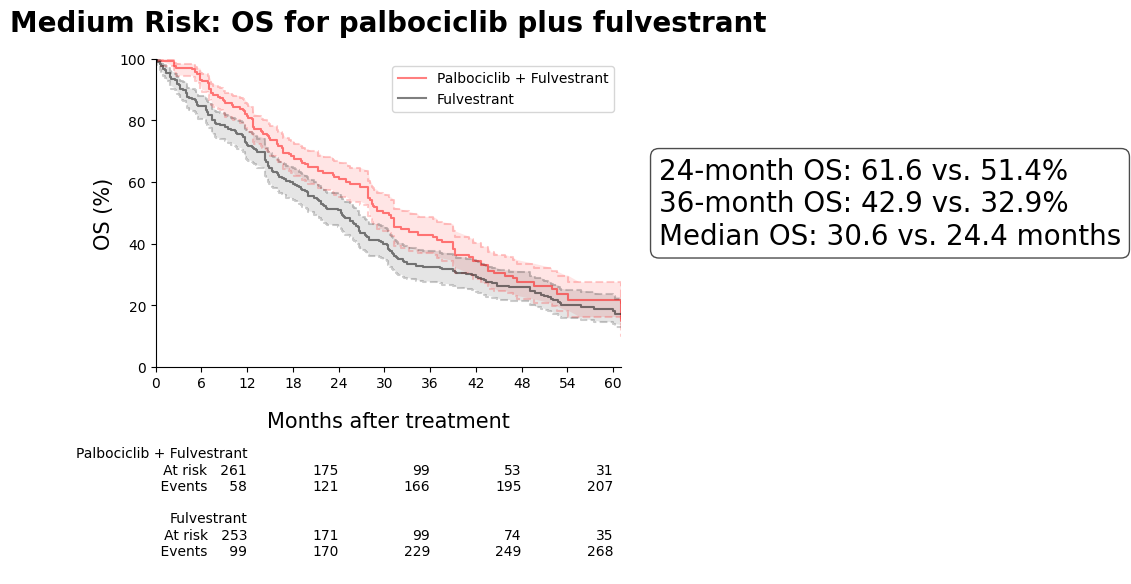 Medium Risk: OS for palbociclib plus fulvestrant
100
80
60
40
20
0
OS (%)
Palbociclib + Fulvestrant
Fulvestrant
0 6 12 18 24 30 36 42 48 54 60
Months after treatment
24-month OS: 61.6 vs. 51.4%
36-month OS: 42.9 vs. 32.9%
Median OS: 30.6 vs. 24.4 months
Palbociclib + Fulvestrant
At risk 261 175 99 53 31
Events 58 121 166 195 207
Fulvestrant
At risk 253 171 99 74 35
Events 99 170 229 249 268